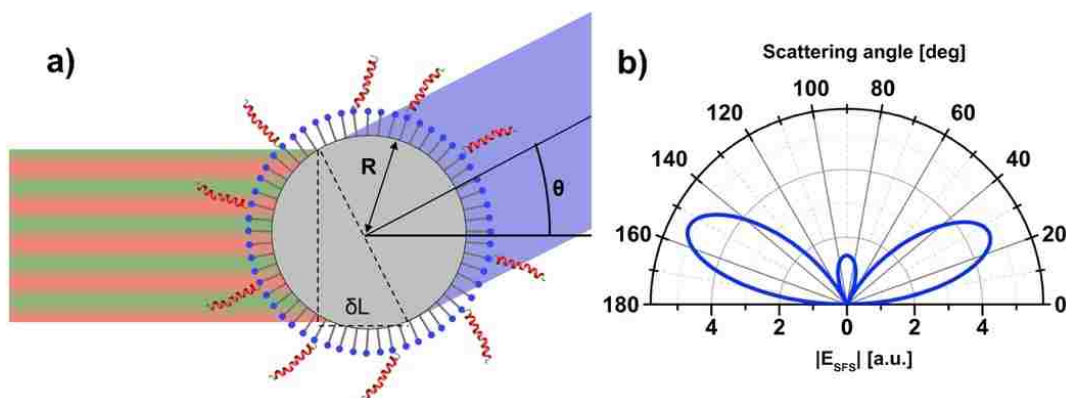 a)
R
θ
δL
b)
Scattering angle [deg]
100
80
120
60
140
40
160
20
180
0
4
2
0
2
4
|E_SFS| [a.u.]